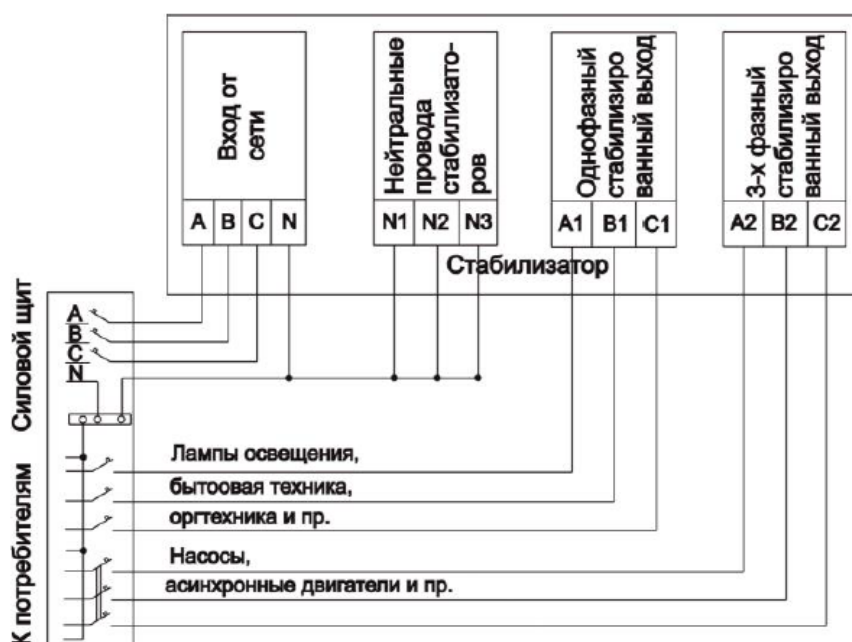 Вход от
сети
A B C N
Нейтральные
провода
стабилизато-
ров
N1 N2 N3
Однофазный
стабилизиро
ванный выход
A1 B1 C1
3-х фазный
стабилизиро
ванный выход
A2 B2 C2
Стабилизатор
Силовой щит
A
B
C
N
К потребителям
Лампы освещения,
бытоовая техника,
оргтехника и пр.
Насосы,
асинхронные двигатели и пр.